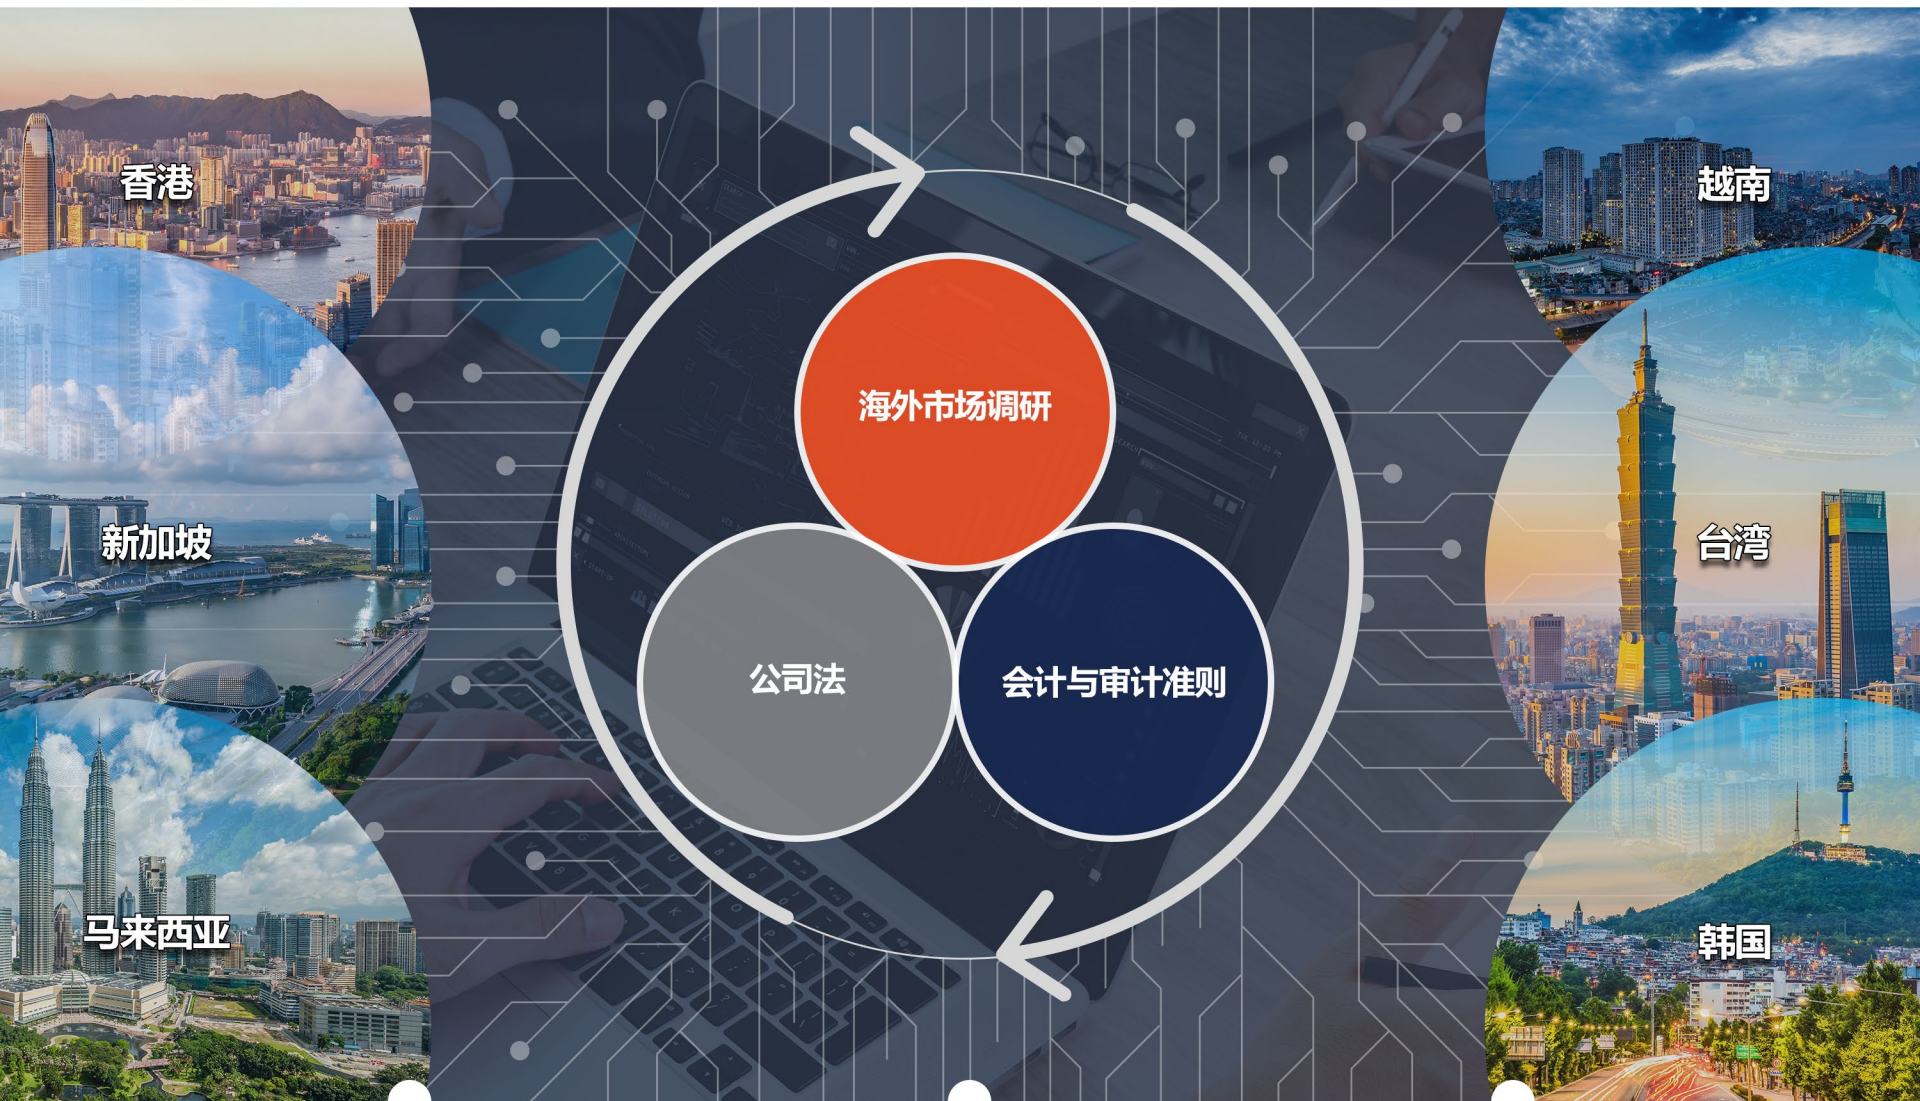 香港
越南
海外市场调研
新加坡
台湾
公司法
会计与审计准则
马来西亚
韩国